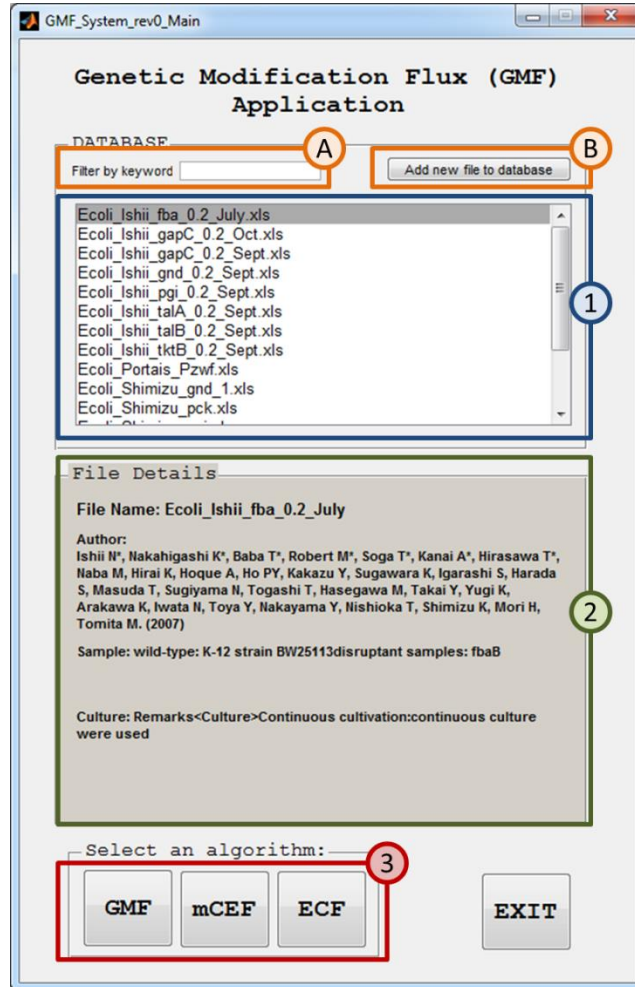 GMF_System_rev0_Main
Genetic Modification Flux (GMF)
Application
DATABASE
A
B
Filter by keyword
Add new file to database
Ecoli_Ishii_fba_0.2_July.xls
Ecoli_Ishii_gapC_0.2_Oct.xls
Ecoli_Ishii_gapC_0.2_Sept.xls
Ecoli_Ishii_gnd_0.2_Sept.xls
Ecoli_Ishii_pgi_0.2_Sept.xls
1
Ecoli_Ishii_talA_0.2_Sept.xls
Ecoli_Ishii_talB_0.2_Sept.xls
Ecoli_Ishii_tktB_0.2_Sept.xls
Ecoli_Portais_Pzwf.xls
Ecoli_Shimizu_gnd_1.xls
Ecoli_Shimizu_pck.xls
File Details
File Name: Ecoli_Ishii_fba_0.2_July
Author:
Ishii N*, Nakahigashi K*, Baba T*, Robert M*, Soga T*, Kanai A*, Hirasawa T*,
Naba M, Hirai K, Hoque A, Ho PY, Kakazu Y, Sugawara K, Igarashi S, Harada
S, Masuda T, Sugiyama N, Togashi T, Hasegawa M, Takai Y, Yugi K,
Arakawa K, Iwata N, Toya Y, Nakayama Y, Nishioka T, Shimizu K, Mori H,
Tomita M. (2007)
2
Sample: wild-type: K-12 strain BW25113disruptant samples: fbaB
Culture: Remarks<Culture>Continuous cultivation:continuous culture
were used
Select an algorithm:
3
GMF
mCEF
ECF
EXIT